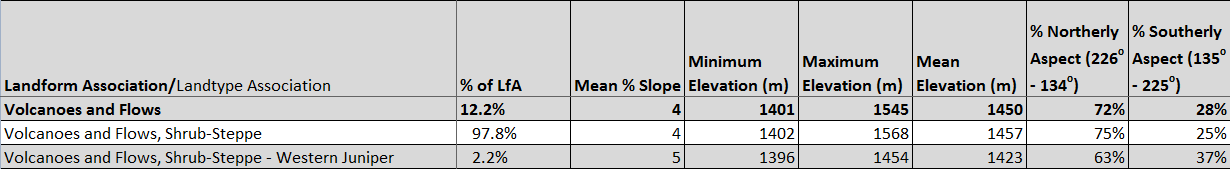 Landform Association/Landtype Association | % of LfA | Mean % Slope | Minimum Elevation (m) | Maximum Elevation (m) | Mean Elevation (m) | % Northerly Aspect (226° - 134°) | % Southerly Aspect (135° - 225°)
Volcanoes and Flows | 12.2% | 4 | 1401 | 1545 | 1450 | 72% | 28%
Volcanoes and Flows, Shrub-Steppe | 97.8% | 4 | 1402 | 1568 | 1457 | 75% | 25%
Volcanoes and Flows, Shrub-Steppe - Western Juniper | 2.2% | 5 | 1396 | 1454 | 1423 | 63% | 37%